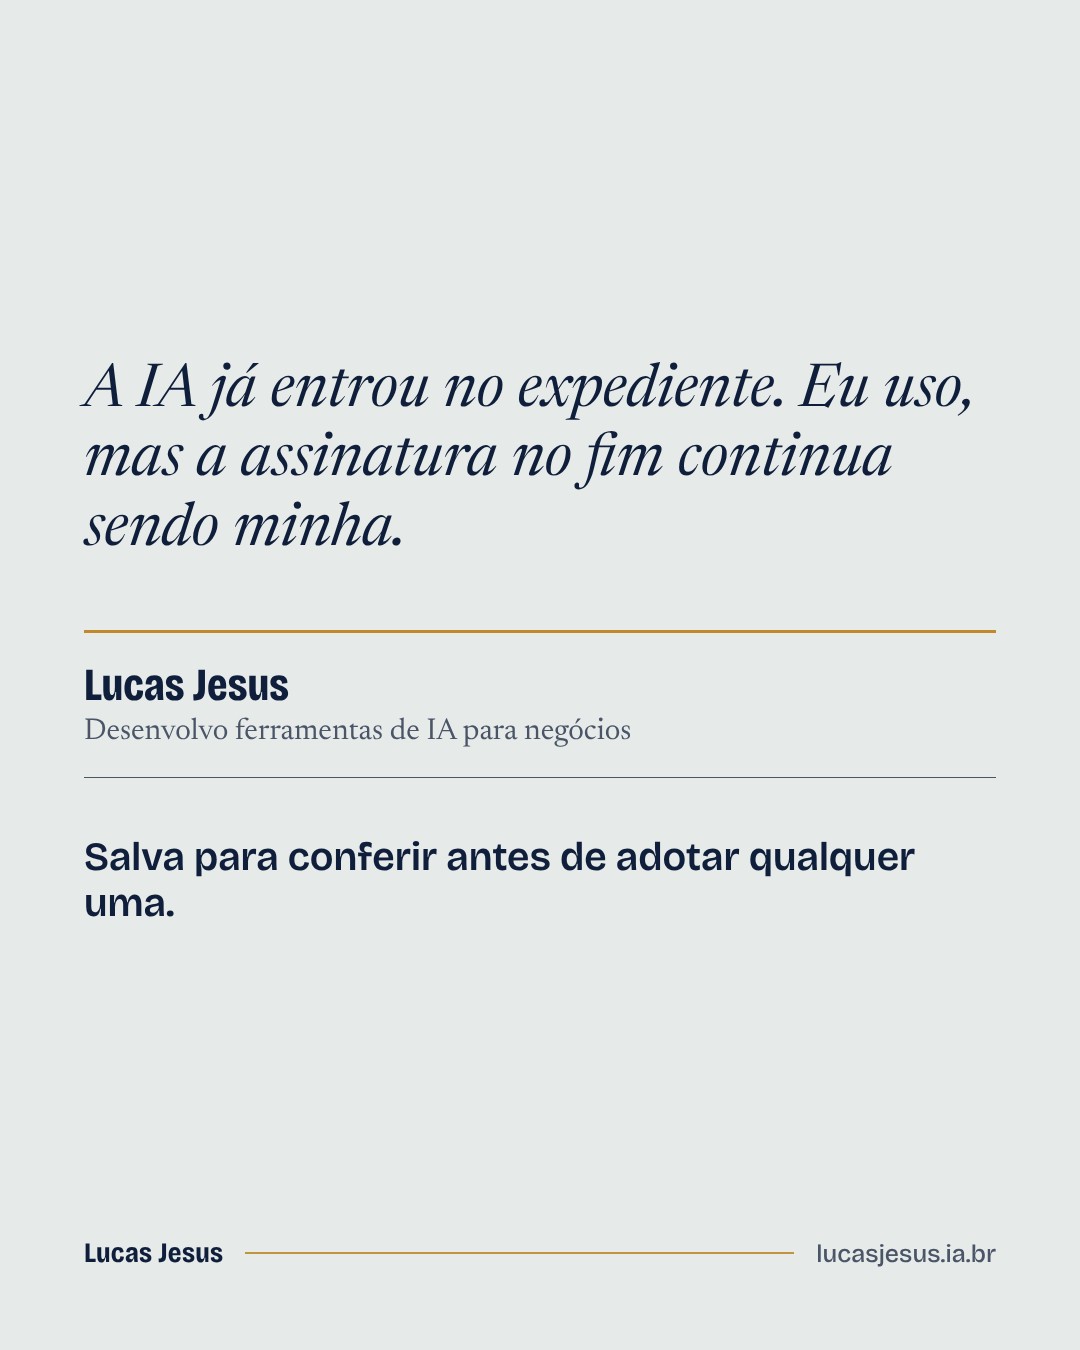 A IA já entrou no expediente. Eu uso,
mas a assinatura no fim continua
sendo minha.
Lucas Jesus
Desenvolvo ferramentas de IA para negócios
Salva para conferir antes de adotar qualquer
uma.
Lucas Jesus
lucasjesus.ia.br